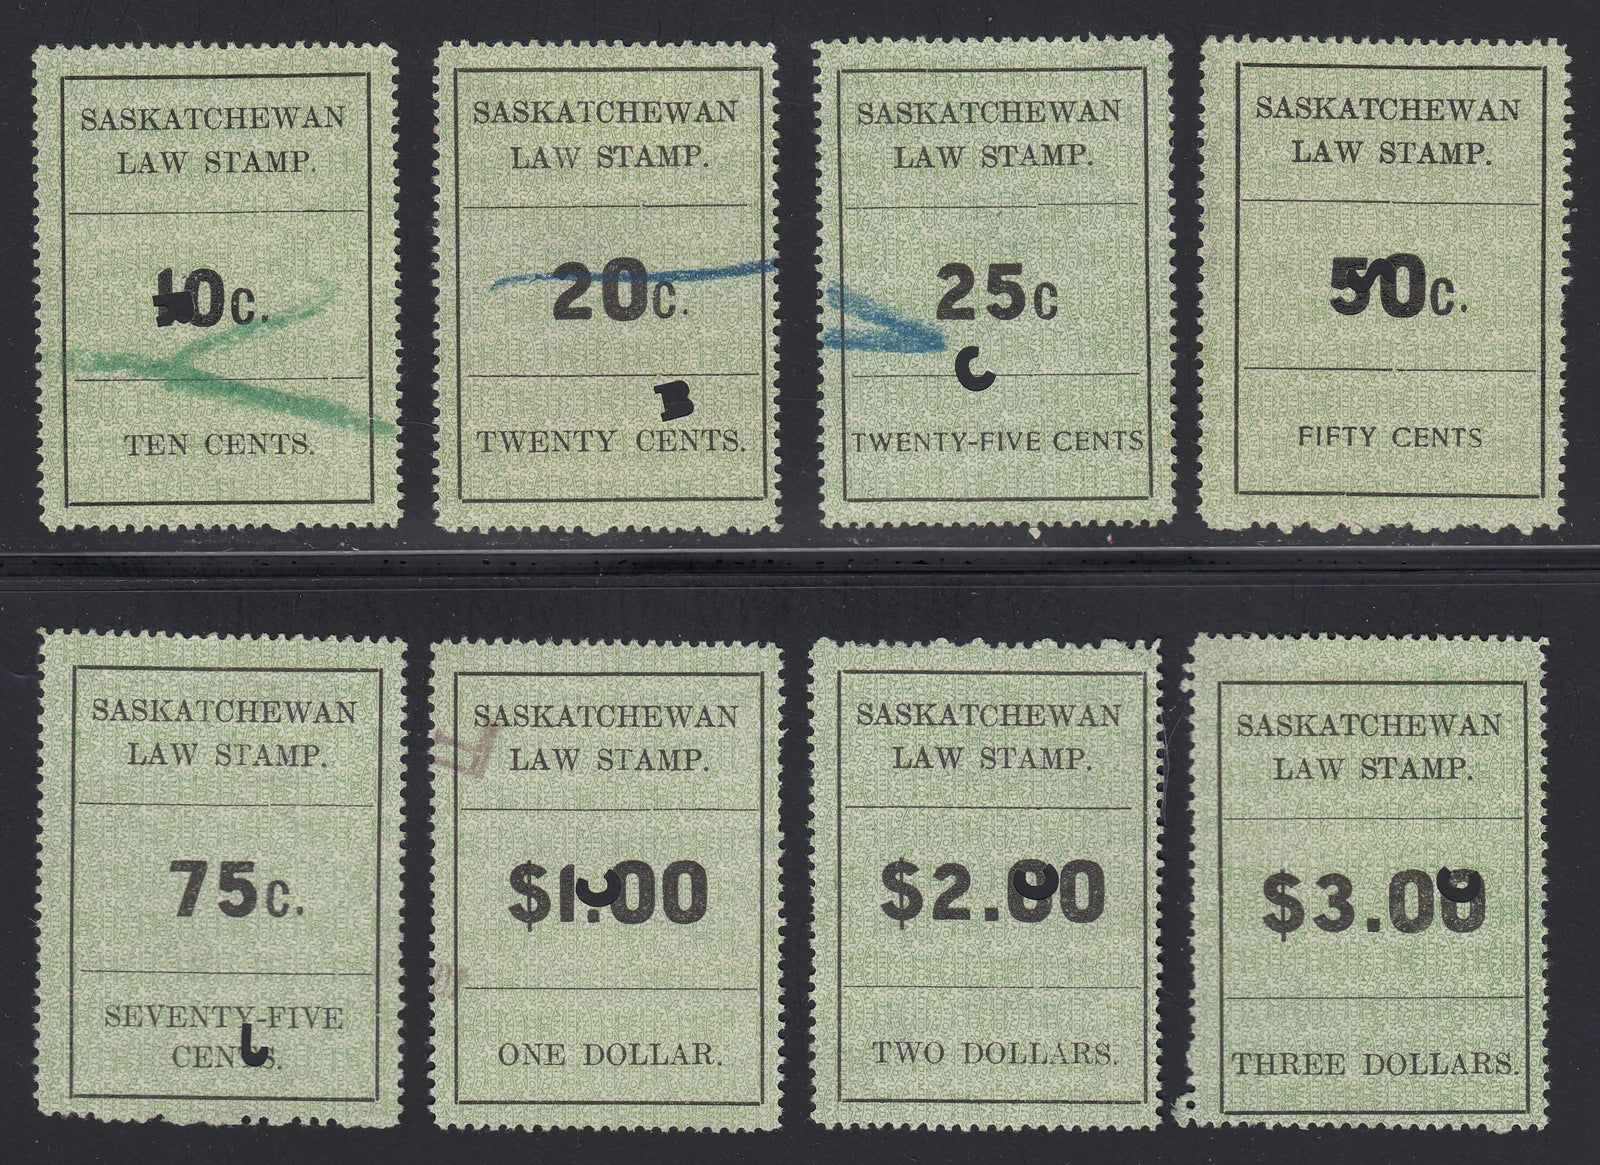 SASKATCHEWAN
LAW STAMP.
10c.
TEN CENTS.
SASKATCHEWAN
LAW STAMP.
20c.
B
TWENTY CENTS.
SASKATCHEWAN
LAW STAMP.
25c
C
TWENTY-FIVE CENTS
SASKATCHEWAN
LAW STAMP.
50c.
FIFTY CENTS
SASKATCHEWAN
LAW STAMP.
75c.
SEVENTY-FIVE
CENTS.
SASKATCHEWAN
LAW STAMP.
$1.00
ONE DOLLAR.
SASKATCHEWAN
LAW STAMP.
$2.00
TWO DOLLARS.
SASKATCHEWAN
LAW STAMP.
$3.00
THREE DOLLARS.